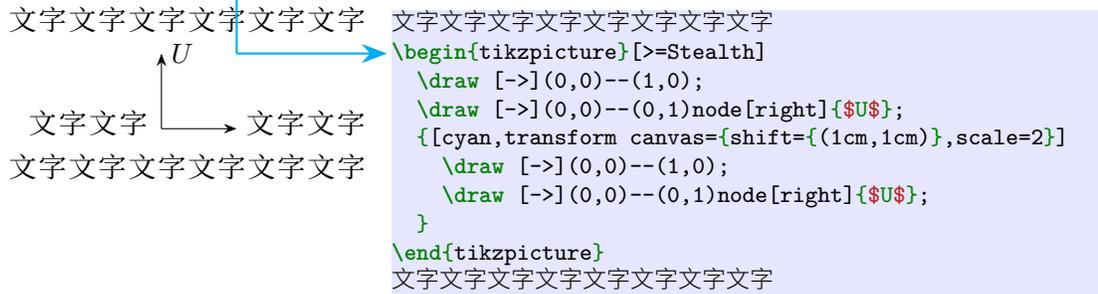 文字文字文字文字文字文字
U
文字文字 文字文字
文字文字文字文字文字文字
文字文字文字文字文字文字文字文字
\begin{tikzpicture}[>=Stealth]
  \draw [->](0,0)--(1,0);
  \draw [->](0,0)--(0,1)node[right]{$U$};
  {[cyan,transform canvas={shift={(1cm,1cm)},scale=2}]
    \draw [->](0,0)--(1,0);
    \draw [->](0,0)--(0,1)node[right]{$U$};
  }
\end{tikzpicture}
文字文字文字文字文字文字文字文字